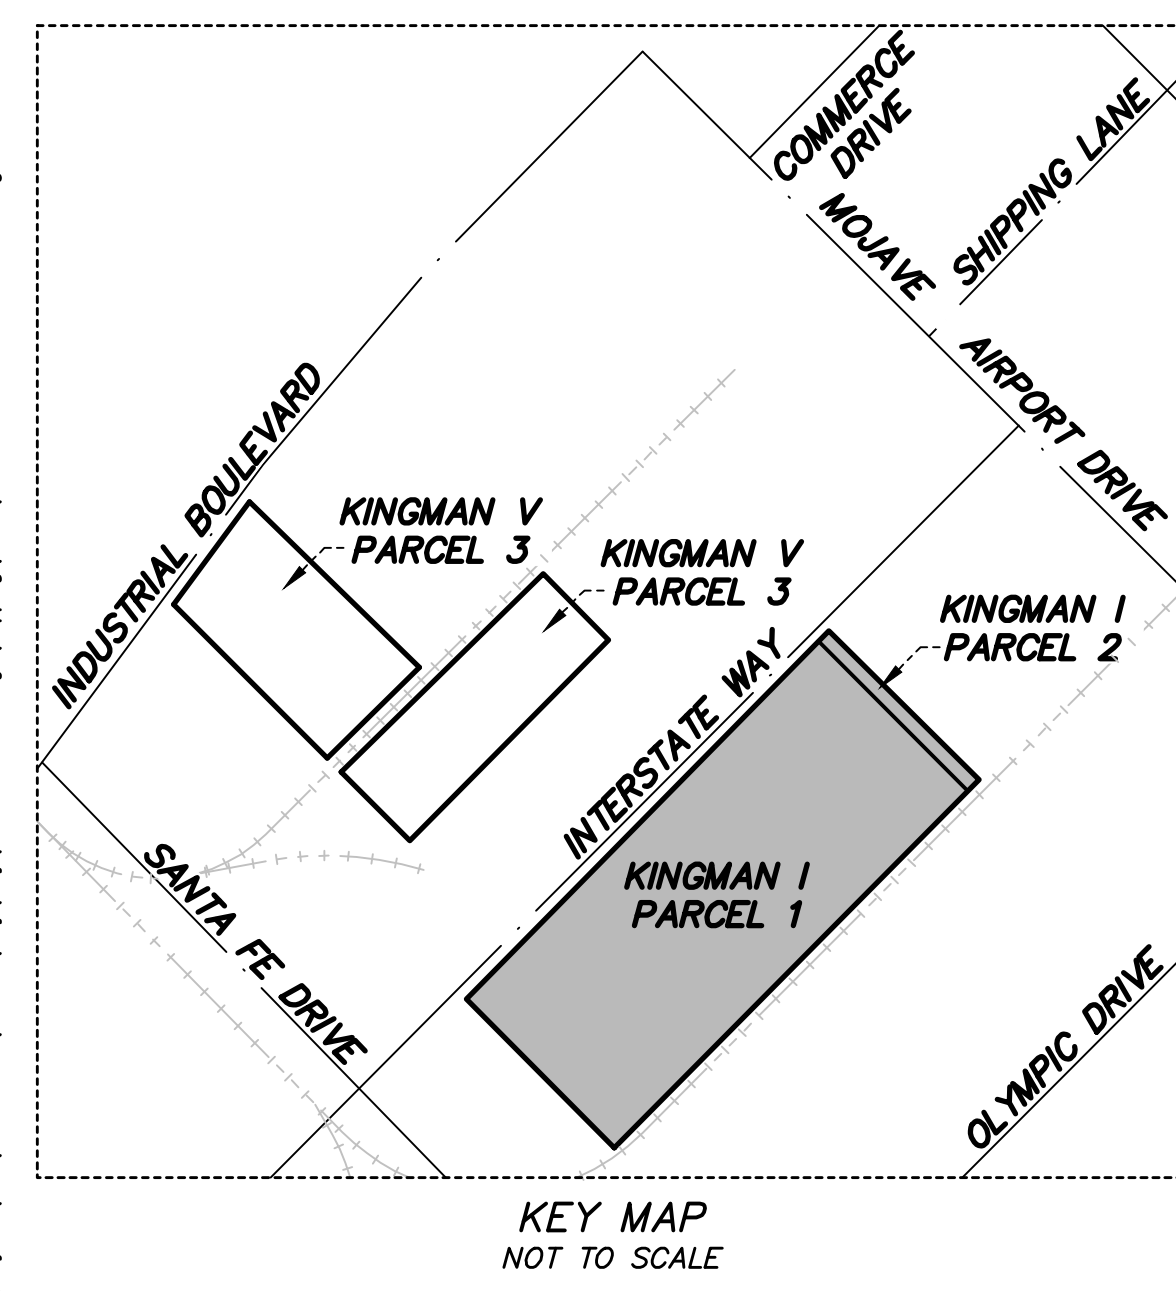 COMMERCE
DRIVE
SHIPPING LANE
MOJAVE AIRPORT DRIVE
INDUSTRIAL BOULEVARD
KINGMAN V
PARCEL 3
KINGMAN V
PARCEL 3
KINGMAN I
PARCEL 2
INTERSTATE WAY
KINGMAN I
PARCEL 1
SANTA FE DRIVE
OLYMPIC DRIVE
KEY MAP
NOT TO SCALE